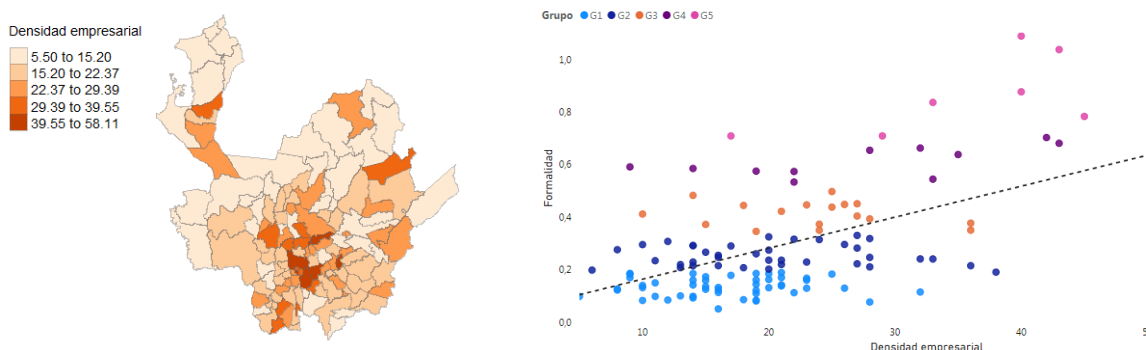 Densidad empresarial
5.50 to 15.20
15.20 to 22.37
22.37 to 29.39
29.39 to 39.55
39.55 to 58.11
Grupo G1 G2 G3 G4 G5
Formalidad
1,0
0,8
0,6
0,4
0,2
0,0
10 20 30 40 5
Densidad empresarial